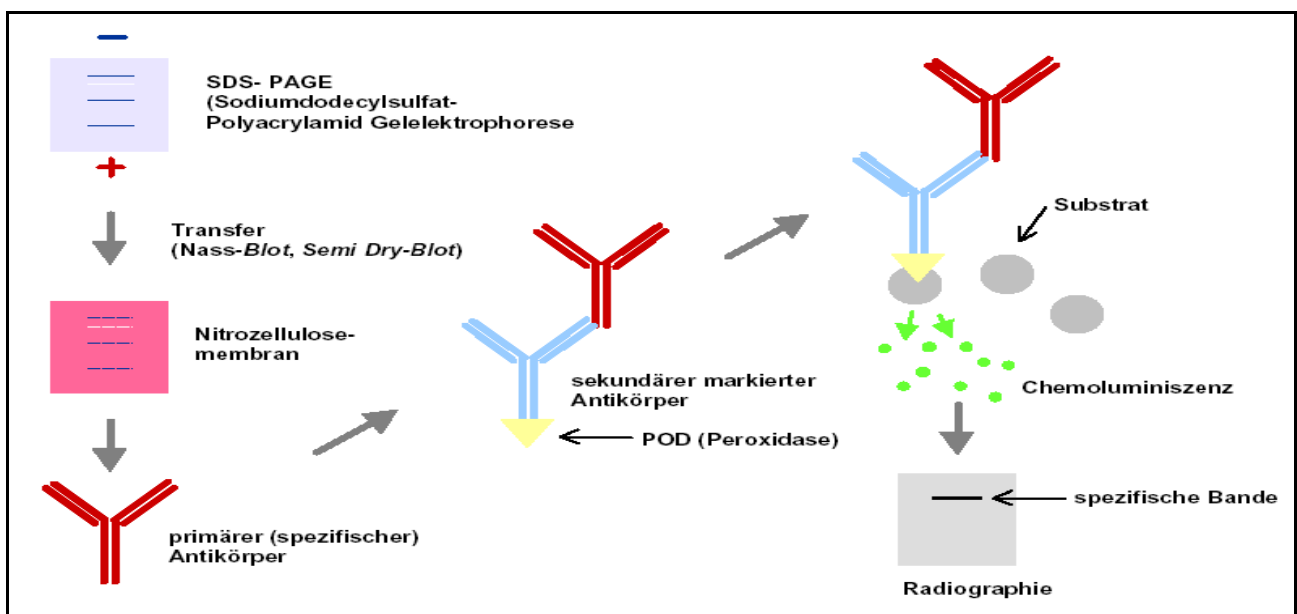 SDS- PAGE
(Sodiumdodecylsulfat-
Polyacrylamid Gelelektrophorese
Transfer
(Nass-Blot, Semi Dry-Blot)
Nitrozellulose-
membran
primärer (spezifischer)
Antikörper
sekundärer markierter
Antikörper
POD (Peroxidase)
Substrat
Chemoluminiszenz
spezifische Bande
Radiographie